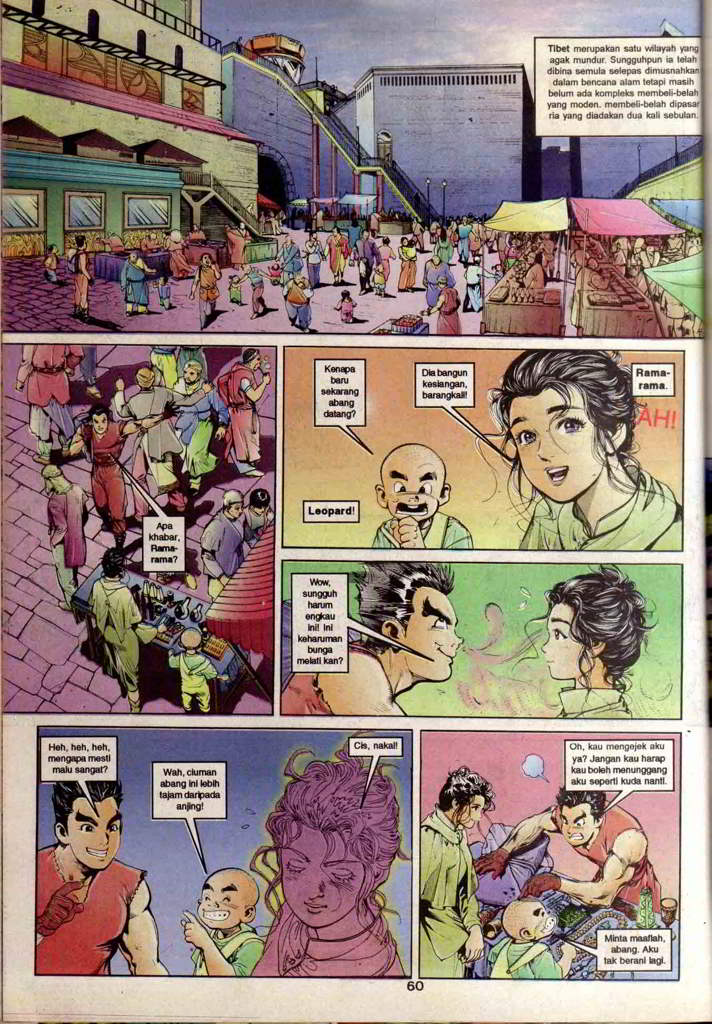 Tibet merupakan satu wilayah yang
agak mundur. Sungguhpun ia telah
dibina semula selepas dimusnahkan
dalam bencana alam tetapi masih
belum ada kompleks membeli-belah
yang moden. membeli-belah dipasar
ria yang diadakan dua kali sebulan.
Apa
khabar,
Rama-
rama?
Kenapa
baru
sekarang
abang
datang?
Dia bangun
kesiangan,
barangkali!
Rama-
rama.
AH!
Leopard!
Wow,
sungguh
harum
engkau
ini! Ini
keharuman
bunga
melati kan?
Heh, heh, heh,
mengapa mesti
malu sangat?
Wah, ciuman
abang ini lebih
tajam daripada
anjing!
Cis, nakal!
Oh, kau mengejek aku
ya? Jangan kau harap
kau boleh menunggang
aku seperti kuda nanti.
Minta maaflah,
abang. Aku
tak berani lagi.
60